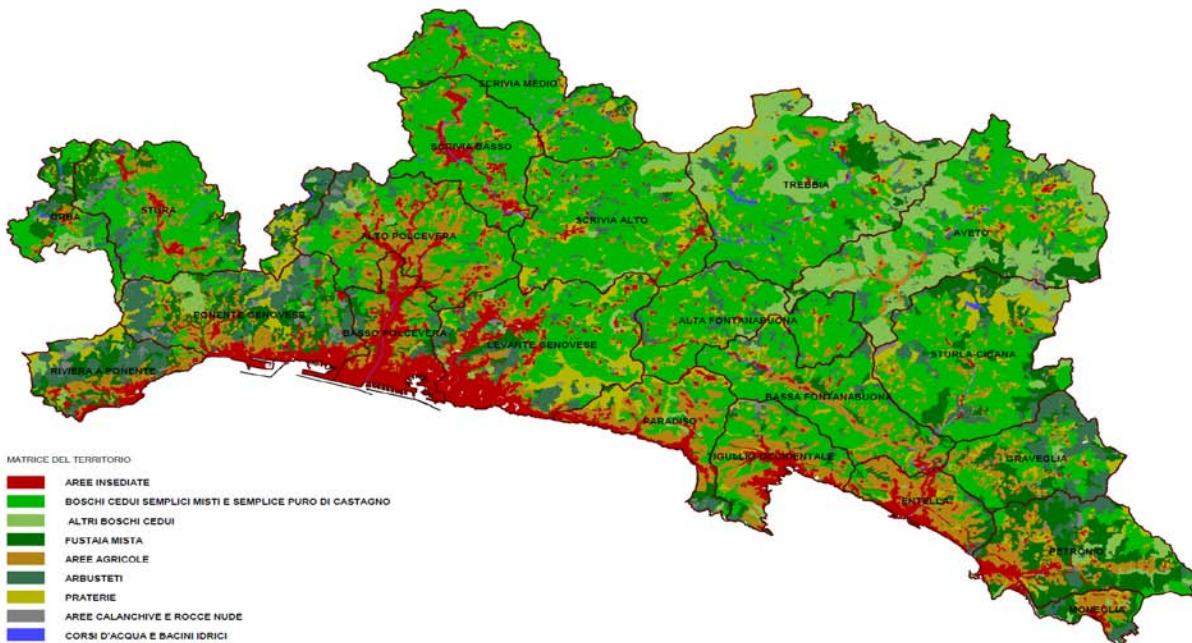 SCRIVIA MEDIO
SCRIVIA BASSO
TREBBIA
ORBA
STURA
SCRIVIA ALTO
ALTO POLCEVERA
AVETO
PONENTE GENOVESE
BASSO POLCEVERA
LEVANTE GENOVESE
ALTA FONTANABUONA
STURLA-CICANA
RIVIERA A PONENTE
BASSA FONTANABUONA
PARADISO
TIGULLIO OCCIDENTALE
GRAVEGLIA
ENTELLA
PETRONIO
MONEGLIA
MATRICE DEL TERRITORIO
AREE INSEDIATE
BOSCHI CEDUI SEMPLICI MISTI E SEMPLICE PURO DI CASTAGNO
ALTRI BOSCHI CEDUI
FUSTAIA MISTA
AREE AGRICOLE
ARBUSTETI
PRATERIE
AREE CALANCHIVE E ROCCE NUDE
CORSI D'ACQUA E BACINI IDRICI